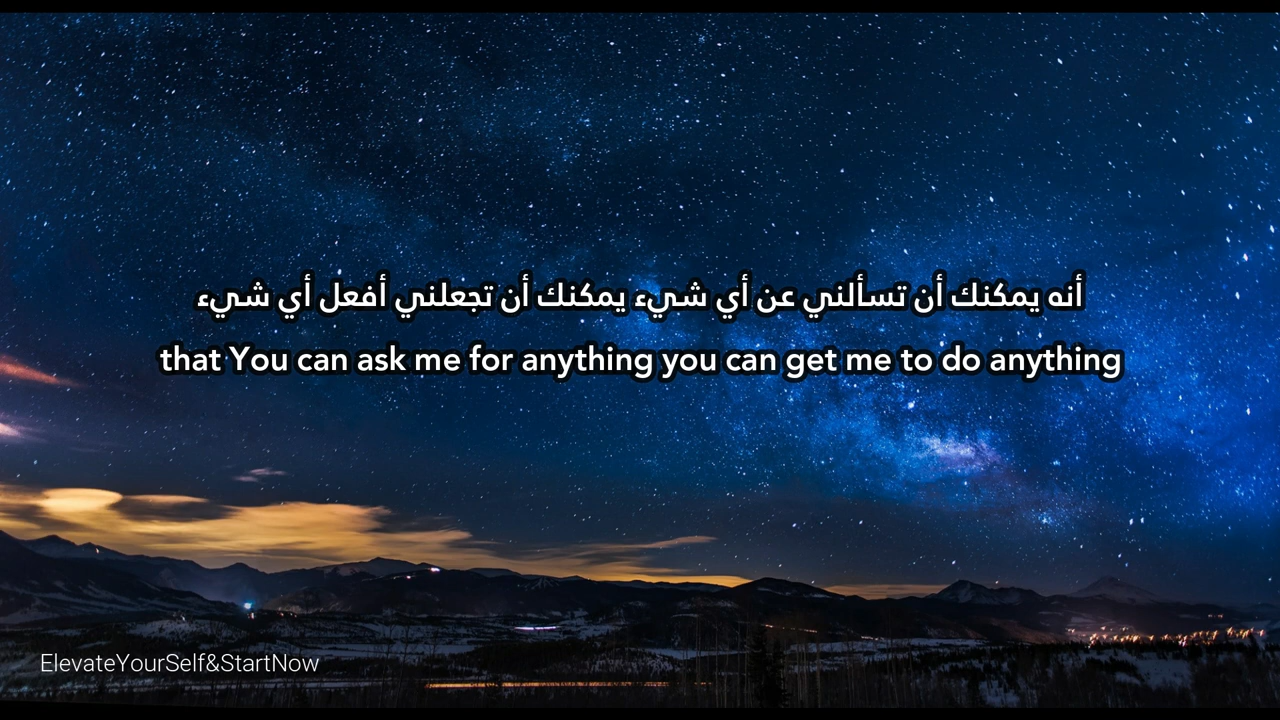 أنه يمكنك أن تسألني عن أي شيء يمكنك أن تجعلني أفعل أي شيء
that You can ask me for anything you can get me to do anything
ElevateYourSelf&StartNow